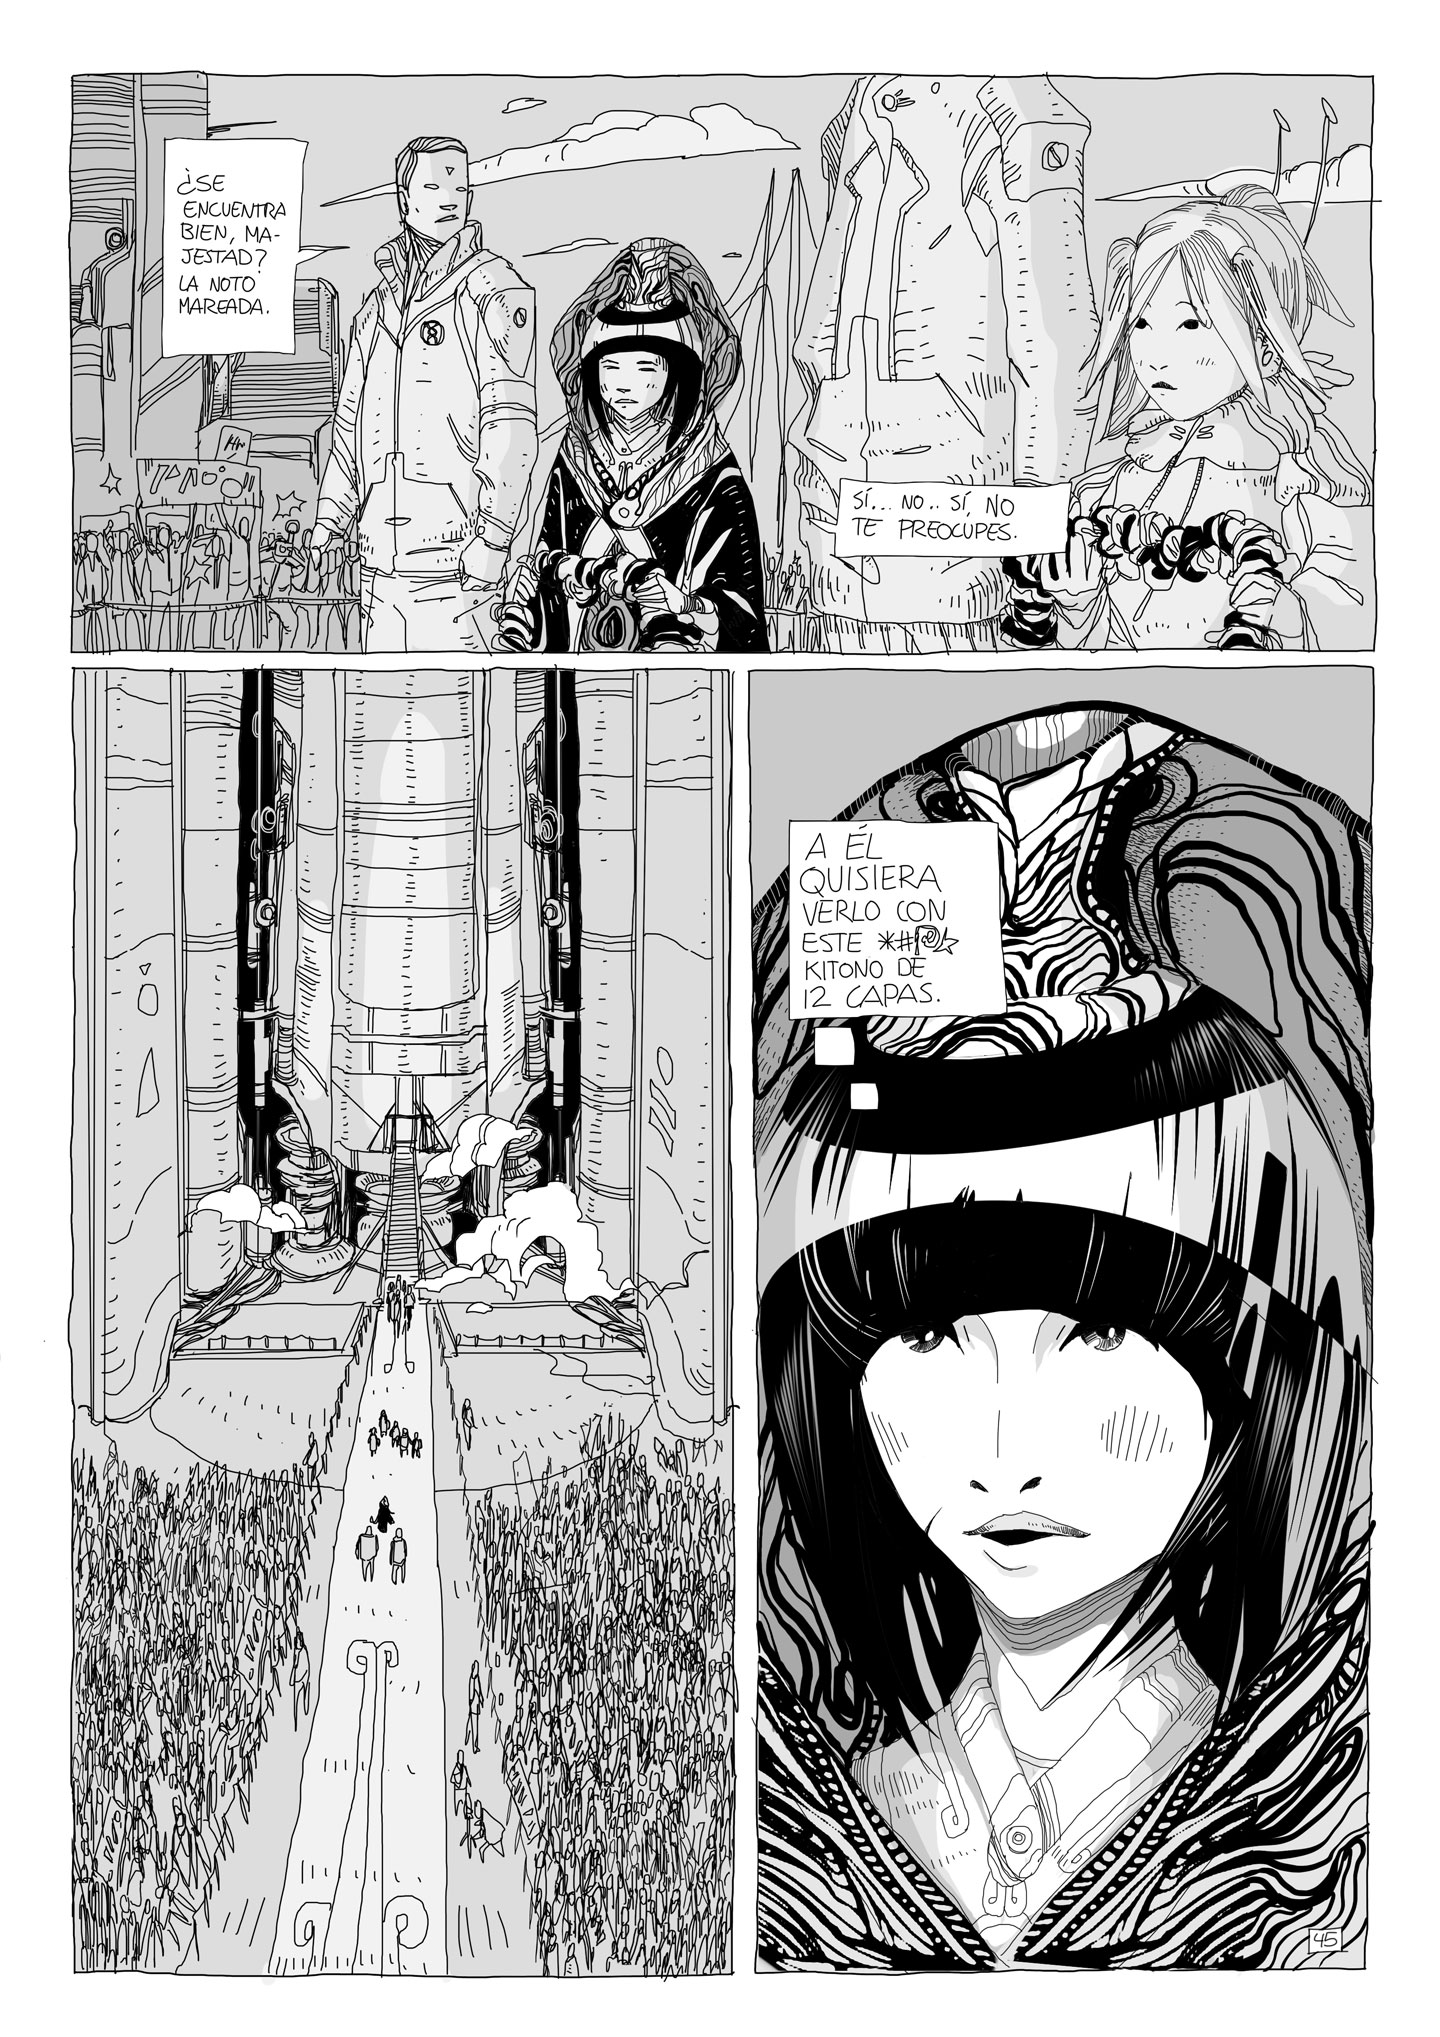 ¿SE
ENCUENTRA
BIEN, MA-
JESTAD?
LA NOTO
MAREADA.
SÍ... NO.. SÍ, NO
TE PREOCUPES.
A ÉL
QUISIERA
VERLO CON
ESTE *#@☆
KITONO DE
12 CAPAS.
45